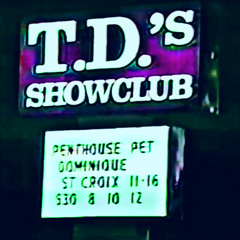 T.D.'S
SHOWCLUB
PENTHOUSE PET
DOMINIQUE
ST CROIX 11-16
530 8 10 12